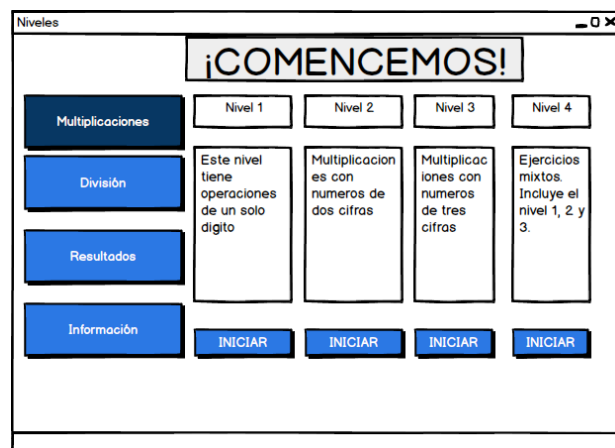 Niveles
¡COMENCEMOS!
Multiplicaciones
División
Resultados
Información
Nivel 1
Este nivel
tiene
operaciones
de un solo
digito
INICIAR
Nivel 2
Multiplicacion
es con
numeros de
dos cifras
INICIAR
Nivel 3
Multiplicac
iones con
numeros
de tres
cifras
INICIAR
Nivel 4
Ejercicios
mixtos.
Incluye el
nivel 1, 2 y
3.
INICIAR